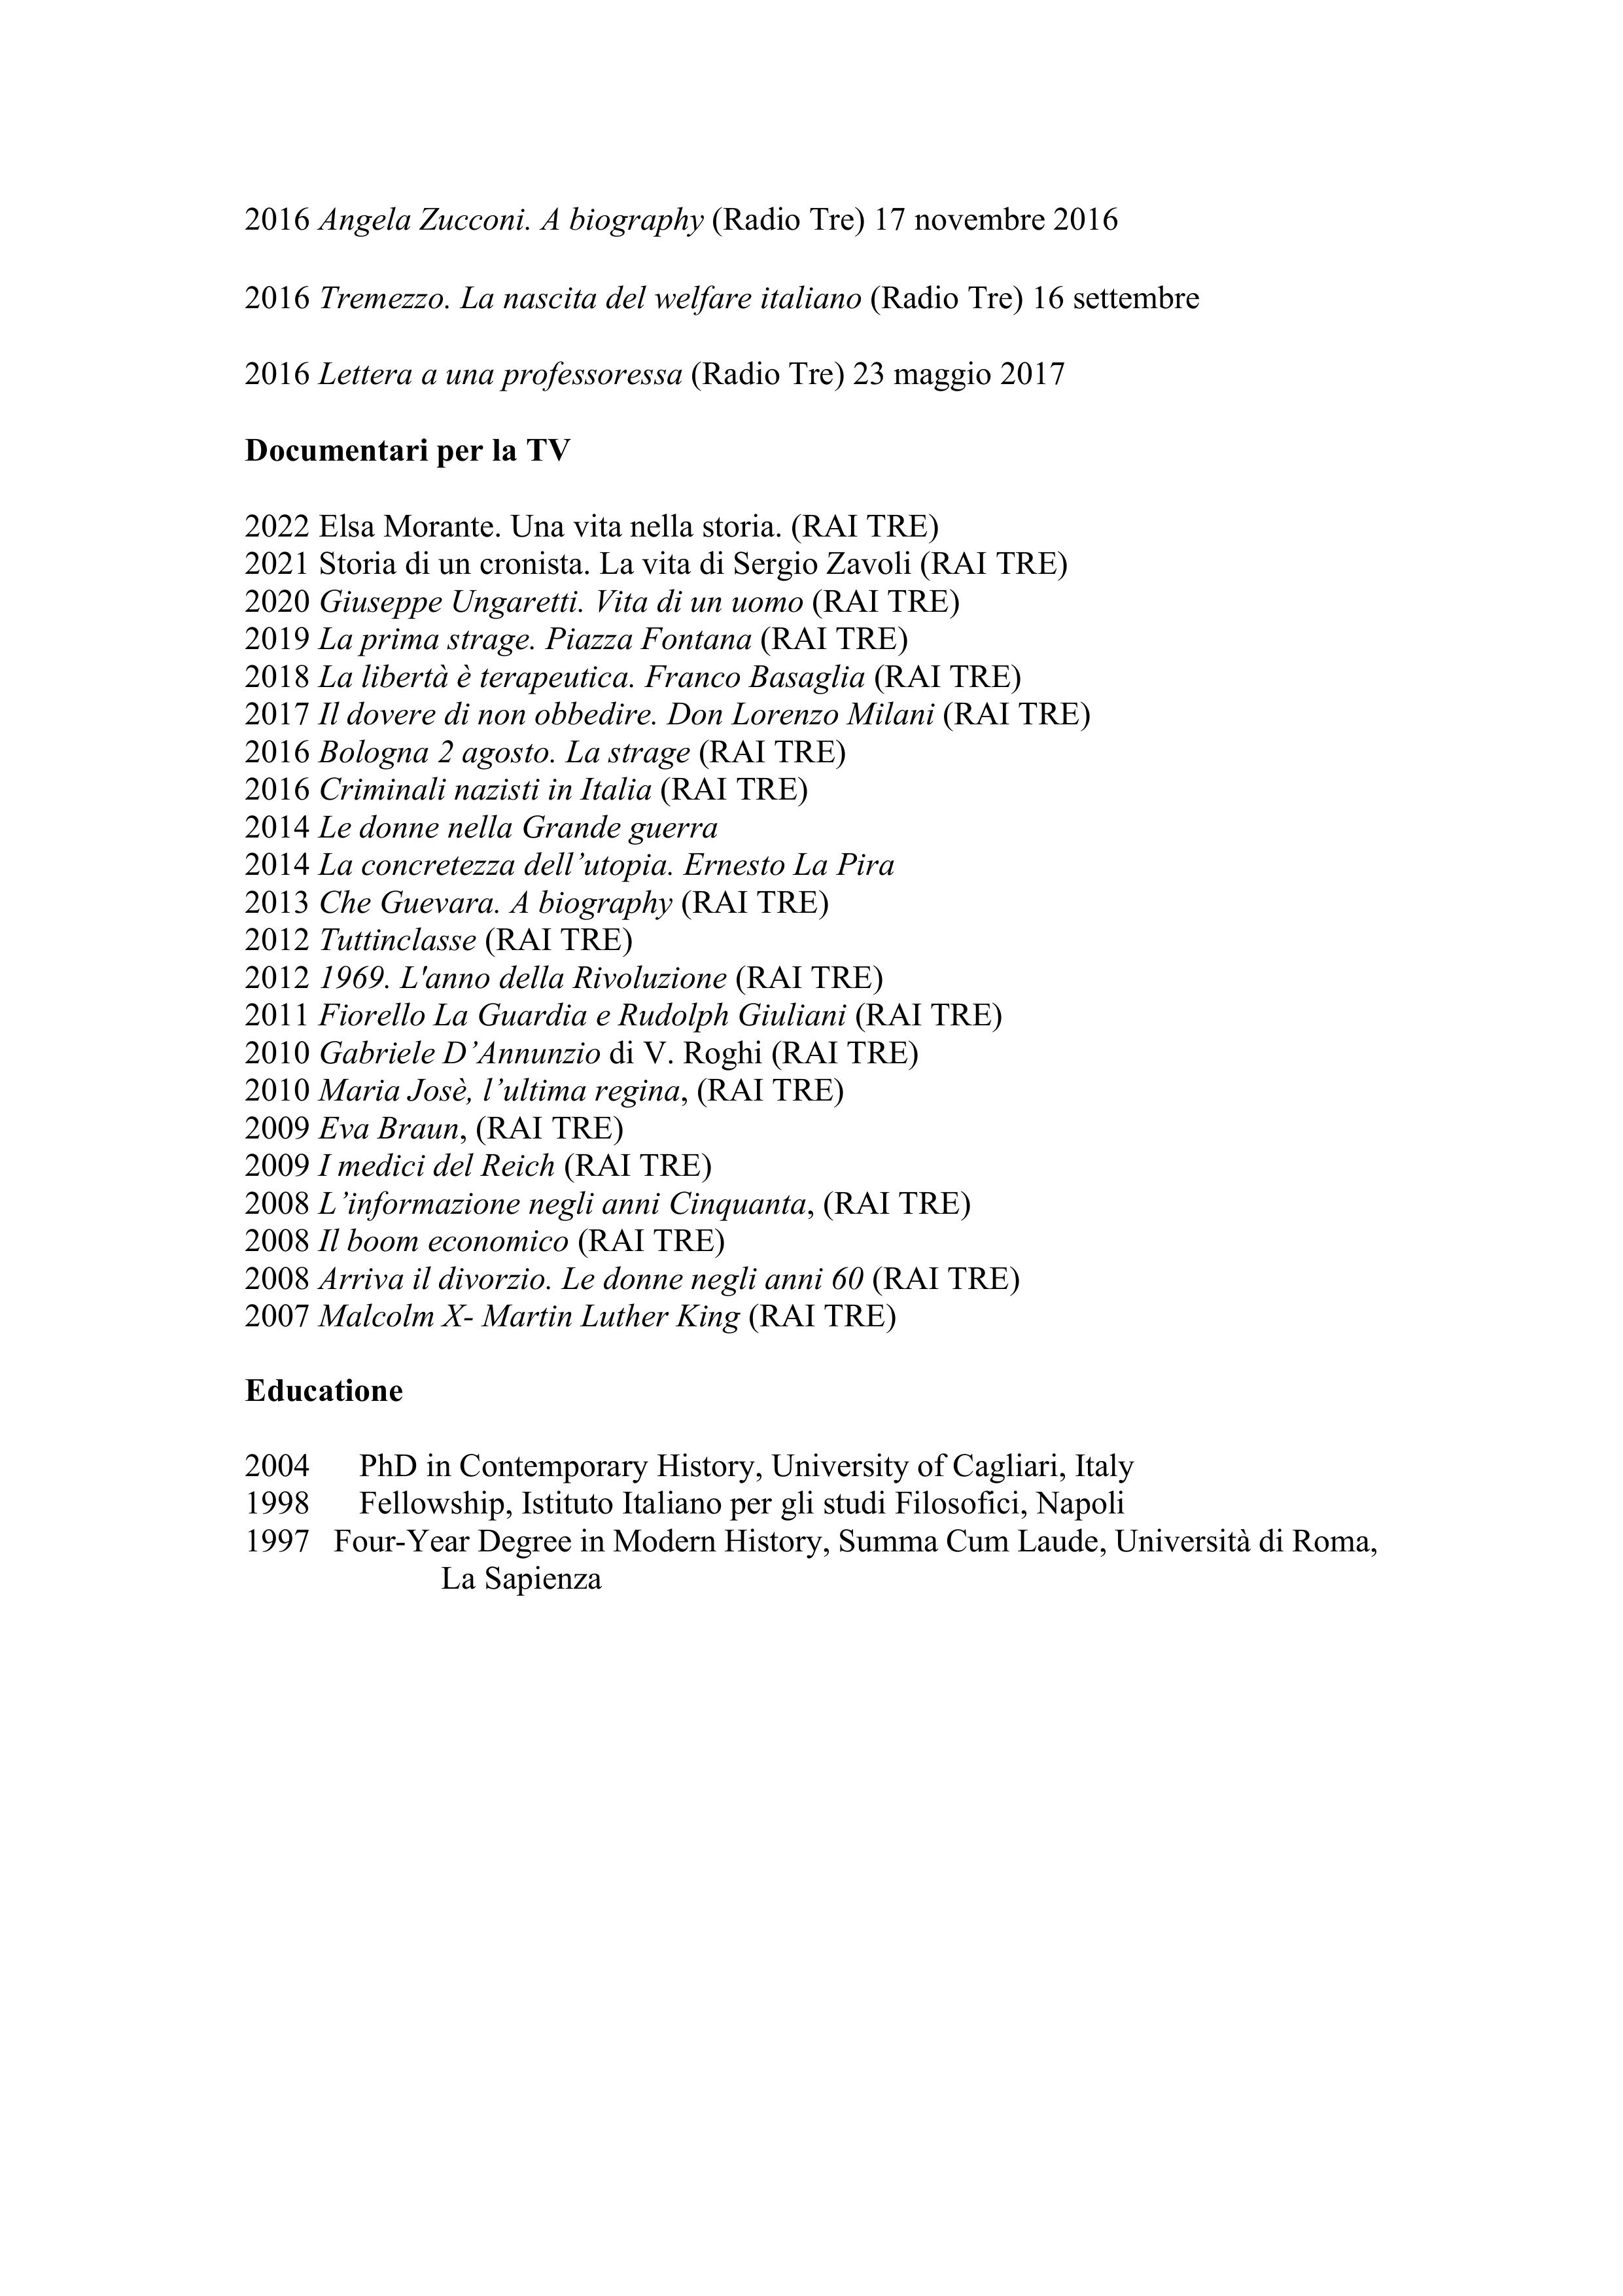 2016 Angela Zucconi. A biography (Radio Tre) 17 novembre 2016
2016 Tremezzo. La nascita del welfare italiano (Radio Tre) 16 settembre
2016 Lettera a una professoressa (Radio Tre) 23 maggio 2017
Documentari per la TV
2022 Elsa Morante. Una vita nella storia. (RAI TRE)
2021 Storia di un cronista. La vita di Sergio Zavoli (RAI TRE)
2020 Giuseppe Ungaretti. Vita di un uomo (RAI TRE)
2019 La prima strage. Piazza Fontana (RAI TRE)
2018 La libertà è terapeutica. Franco Basaglia (RAI TRE)
2017 Il dovere di non obbedire. Don Lorenzo Milani (RAI TRE)
2016 Bologna 2 agosto. La strage (RAI TRE)
2016 Criminali nazisti in Italia (RAI TRE)
2014 Le donne nella Grande guerra
2014 La concretezza dell’utopia. Ernesto La Pira
2013 Che Guevara. A biography (RAI TRE)
2012 Tuttinclasse (RAI TRE)
2012 1969. L'anno della Rivoluzione (RAI TRE)
2011 Fiorello La Guardia e Rudolph Giuliani (RAI TRE)
2010 Gabriele D’Annunzio di V. Roghi (RAI TRE)
2010 Maria Josè, l’ultima regina, (RAI TRE)
2009 Eva Braun, (RAI TRE)
2009 I medici del Reich (RAI TRE)
2008 L’informazione negli anni Cinquanta, (RAI TRE)
2008 Il boom economico (RAI TRE)
2008 Arriva il divorzio. Le donne negli anni 60 (RAI TRE)
2007 Malcolm X- Martin Luther King (RAI TRE)
Educatione
2004 PhD in Contemporary History, University of Cagliari, Italy
1998 Fellowship, Istituto Italiano per gli studi Filosofici, Napoli
1997 Four-Year Degree in Modern History, Summa Cum Laude, Università di Roma,
La Sapienza